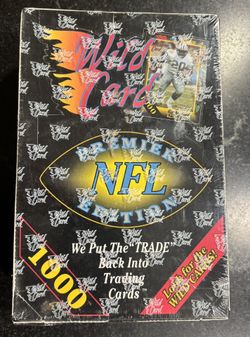 Wild
Card
20
PREMIER
NFL
EDITION
We Put The "TRADE"
Back Into
Trading
Cards
1000
Look for the
WILD CARDS!